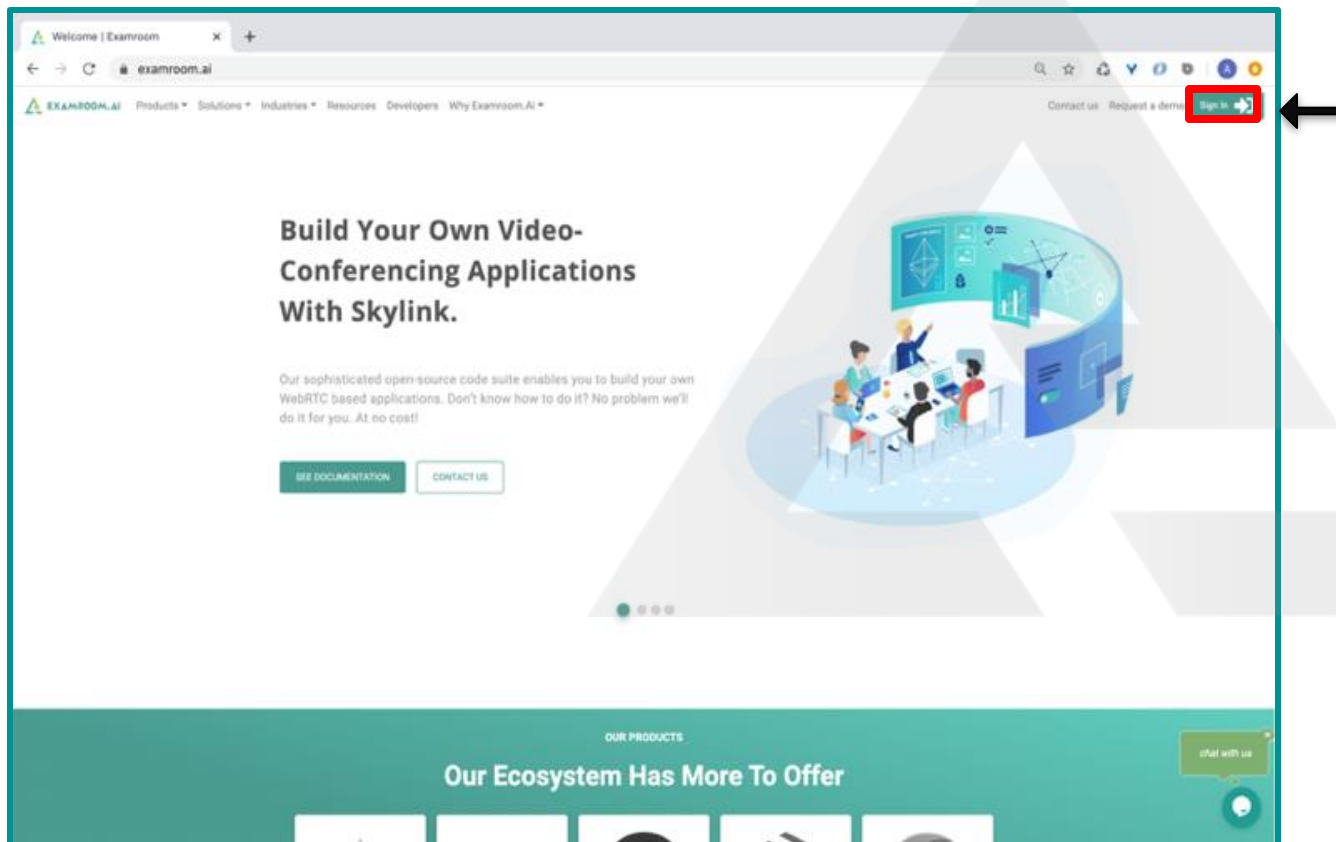 Welcome | Examroom
examroom.ai
EXAMROOM.AI Products Solutions Industries Resources Developers Why Examroom.Ai
Contact us Request a demo Sign In
Build Your Own Video-
Conferencing Applications
With Skylink.
Our sophisticated open-source code suite enables you to build your own
WebRTC based applications. Don't know how to do it? No problem we'll
do it for you. At no cost!
SEE DOCUMENTATION CONTACT US
OUR PRODUCTS
Our Ecosystem Has More To Offer
chat with us